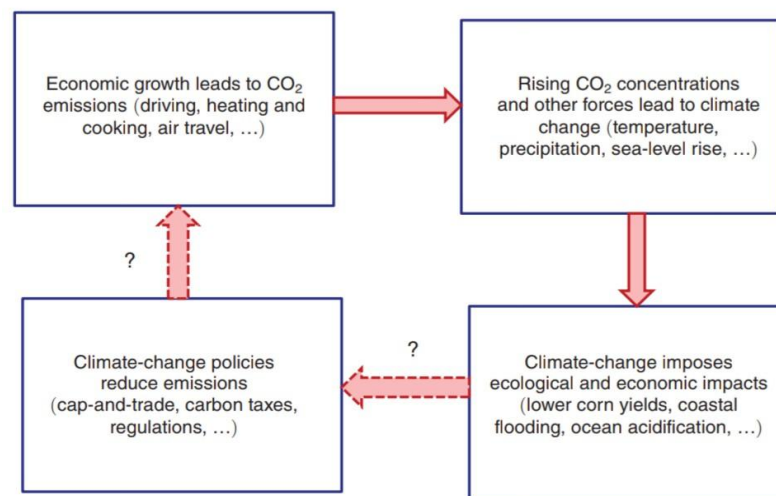 Economic growth leads to CO₂
emissions (driving, heating and
cooking, air travel, …)
Rising CO₂ concentrations
and other forces lead to climate
change (temperature,
precipitation, sea-level rise, …)
?
?
Climate-change policies
reduce emissions
(cap-and-trade, carbon taxes,
regulations, …)
Climate-change imposes
ecological and economic impacts
(lower corn yields, coastal
flooding, ocean acidification, …)